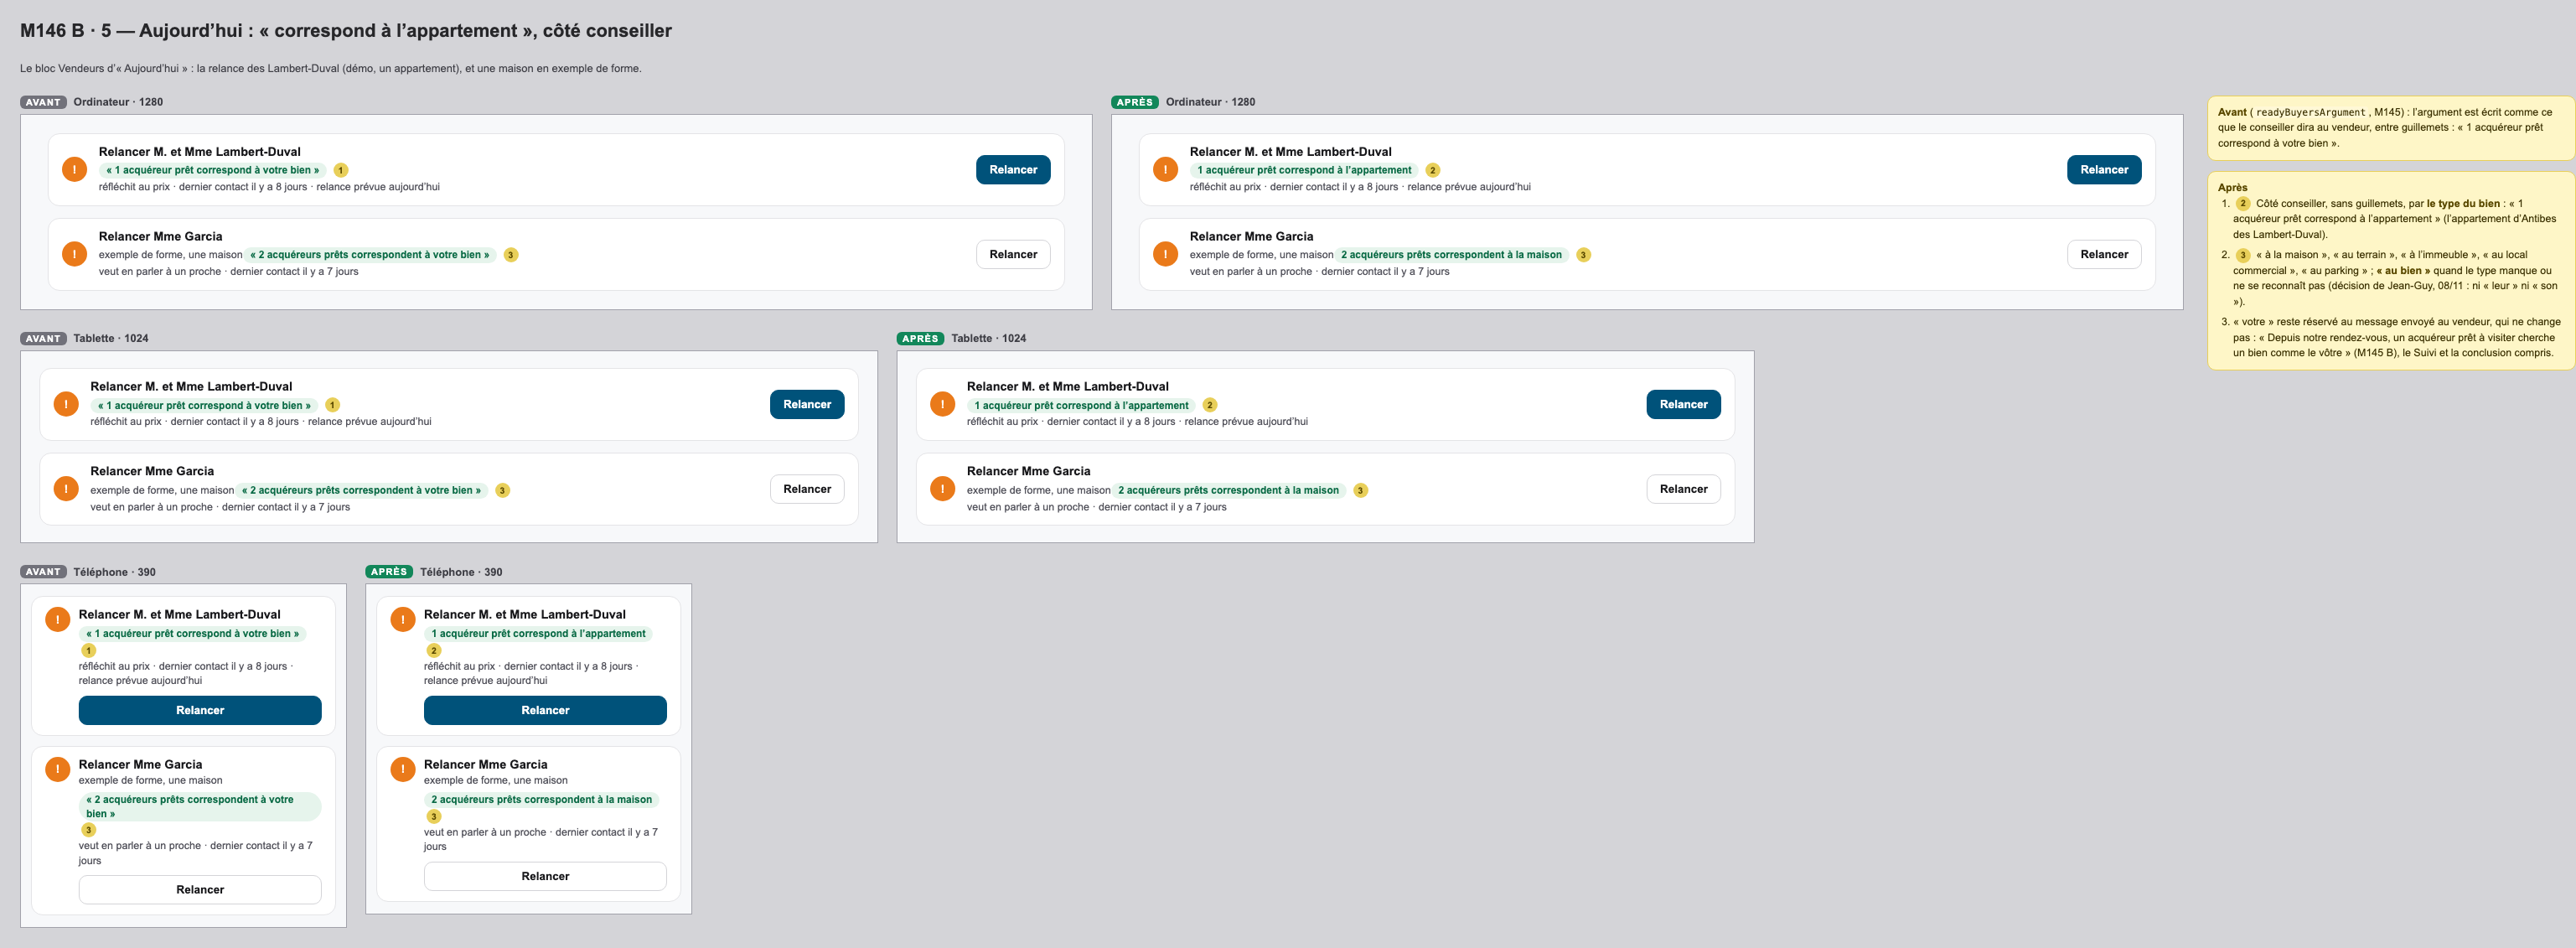 M146 B · 5 — Aujourd’hui : « correspond à l’appartement », côté conseiller
Le bloc Vendeurs d’« Aujourd’hui » : la relance des Lambert-Duval (démo, un appartement), et une maison en exemple de forme.
AVANT Ordinateur · 1280
!
Relancer M. et Mme Lambert-Duval
« 1 acquéreur prêt correspond à votre bien » 1
réfléchit au prix · dernier contact il y a 8 jours · relance prévue aujourd’hui
Relancer
!
Relancer Mme Garcia
exemple de forme, une maison « 2 acquéreurs prêts correspondent à votre bien » 3
veut en parler à un proche · dernier contact il y a 7 jours
Relancer
APRÈS Ordinateur · 1280
!
Relancer M. et Mme Lambert-Duval
1 acquéreur prêt correspond à l’appartement 2
réfléchit au prix · dernier contact il y a 8 jours · relance prévue aujourd’hui
Relancer
!
Relancer Mme Garcia
exemple de forme, une maison 2 acquéreurs prêts correspondent à la maison 3
veut en parler à un proche · dernier contact il y a 7 jours
Relancer
Avant ( readyBuyersArgument , M145) : l’argument est écrit comme ce
que le conseiller dira au vendeur, entre guillemets : « 1 acquéreur prêt
correspond à votre bien ».
Après
1. 2 Côté conseiller, sans guillemets, par le type du bien : « 1
acquéreur prêt correspond à l’appartement » (l’appartement d’Antibes
des Lambert-Duval).
2. 3 « à la maison », « au terrain », « à l’immeuble », « au local
commercial », « au parking » ; « au bien » quand le type manque ou
ne se reconnaît pas (décision de Jean-Guy, 08/11 : ni « leur » ni « son
»).
3. « votre » reste réservé au message envoyé au vendeur, qui ne change
pas : « Depuis notre rendez-vous, un acquéreur prêt à visiter cherche
un bien comme le vôtre » (M145 B), le Suivi et la conclusion compris.
AVANT Tablette · 1024
!
Relancer M. et Mme Lambert-Duval
« 1 acquéreur prêt correspond à votre bien » 1
réfléchit au prix · dernier contact il y a 8 jours · relance prévue aujourd’hui
Relancer
!
Relancer Mme Garcia
exemple de forme, une maison « 2 acquéreurs prêts correspondent à votre bien » 3
veut en parler à un proche · dernier contact il y a 7 jours
Relancer
APRÈS Tablette · 1024
!
Relancer M. et Mme Lambert-Duval
1 acquéreur prêt correspond à l’appartement 2
réfléchit au prix · dernier contact il y a 8 jours · relance prévue aujourd’hui
Relancer
!
Relancer Mme Garcia
exemple de forme, une maison 2 acquéreurs prêts correspondent à la maison 3
veut en parler à un proche · dernier contact il y a 7 jours
Relancer
AVANT Téléphone · 390
!
Relancer M. et Mme Lambert-Duval
« 1 acquéreur prêt correspond à votre bien »
1
réfléchit au prix · dernier contact il y a 8 jours ·
relance prévue aujourd’hui
Relancer
!
Relancer Mme Garcia
exemple de forme, une maison
« 2 acquéreurs prêts correspondent à votre
bien »
3
veut en parler à un proche · dernier contact il y a 7
jours
Relancer
APRÈS Téléphone · 390
!
Relancer M. et Mme Lambert-Duval
1 acquéreur prêt correspond à l’appartement
2
réfléchit au prix · dernier contact il y a 8 jours ·
relance prévue aujourd’hui
Relancer
!
Relancer Mme Garcia
exemple de forme, une maison
2 acquéreurs prêts correspondent à la maison
3
veut en parler à un proche · dernier contact il y a 7
jours
Relancer